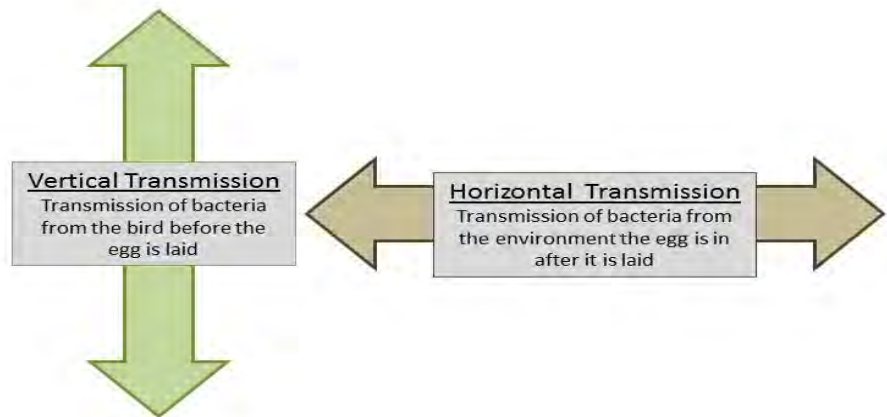 Vertical Transmission
Transmission of bacteria
from the bird before the
egg is laid
Horizontal Transmission
Transmission of bacteria from
the environment the egg is in
after it is laid